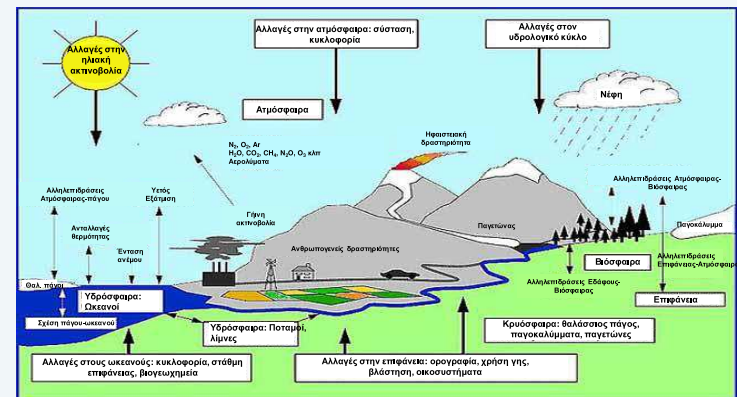 Αλλαγές στην
ηλιακή
ακτινοβολία
Αλλαγές στην ατμόσφαιρα: σύσταση,
κυκλοφορία
Αλλαγές στον
υδρολογικό κύκλο
Νέφη
Ατμόσφαιρα
N2, O2, Ar
H2O, CO2, CH4, N2O, O3 κλπ
Αερολύματα
Ηφαιστειακή
δραστηριότητα
Αλληλεπιδράσεις
Ατμόσφαιρας-πάγου
Υετός
Εξάτμιση
Αλληλεπιδράσεις Ατμόσφαιρας-
Βιόσφαιρας
Γήινη
ακτινοβολία
Ανταλλαγές
θερμότητας
Ένταση
ανέμου
Ανθρωπογενείς δραστηριότητες
Παγετώνας
Παγοκάλυμμα
Βιόσφαιρα
Αλληλεπιδράσεις
Επιφάνειας-Ατμόσφαιρ
Θαλ. πάγοι
Υδρόσφαιρα:
Ωκεανοί
Αλληλεπιδράσεις Εδάφους-
Βιόσφαιρας
Επιφάνεια
Σχέση πάγου-ωκεανού
Υδρόσφαιρα: Ποταμοί,
λίμνες
Κρυόσφαιρα: θαλάσσιος πάγος,
παγοκαλύμματα, παγετώνες
Αλλαγές στους ωκεανούς: κυκλοφορία, στάθμη
επιφάνειας, βιογεωχημεία
Αλλαγές στην επιφάνεια: ορογραφία, χρήση γης,
βλάστηση, οικοσυστήματα